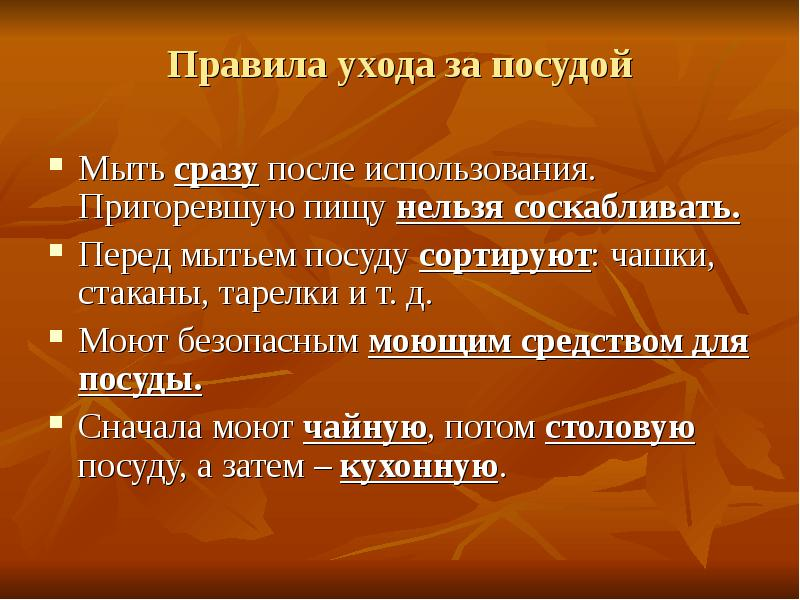 Правила ухода за посудой
Мыть сразу после использования.
Пригоревшую пищу нельзя соскабливать.
Перед мытьем посуду сортируют: чашки,
стаканы, тарелки и т. д.
Моют безопасным моющим средством для
посуды.
Сначала моют чайную, потом столовую
посуду, а затем – кухонную.